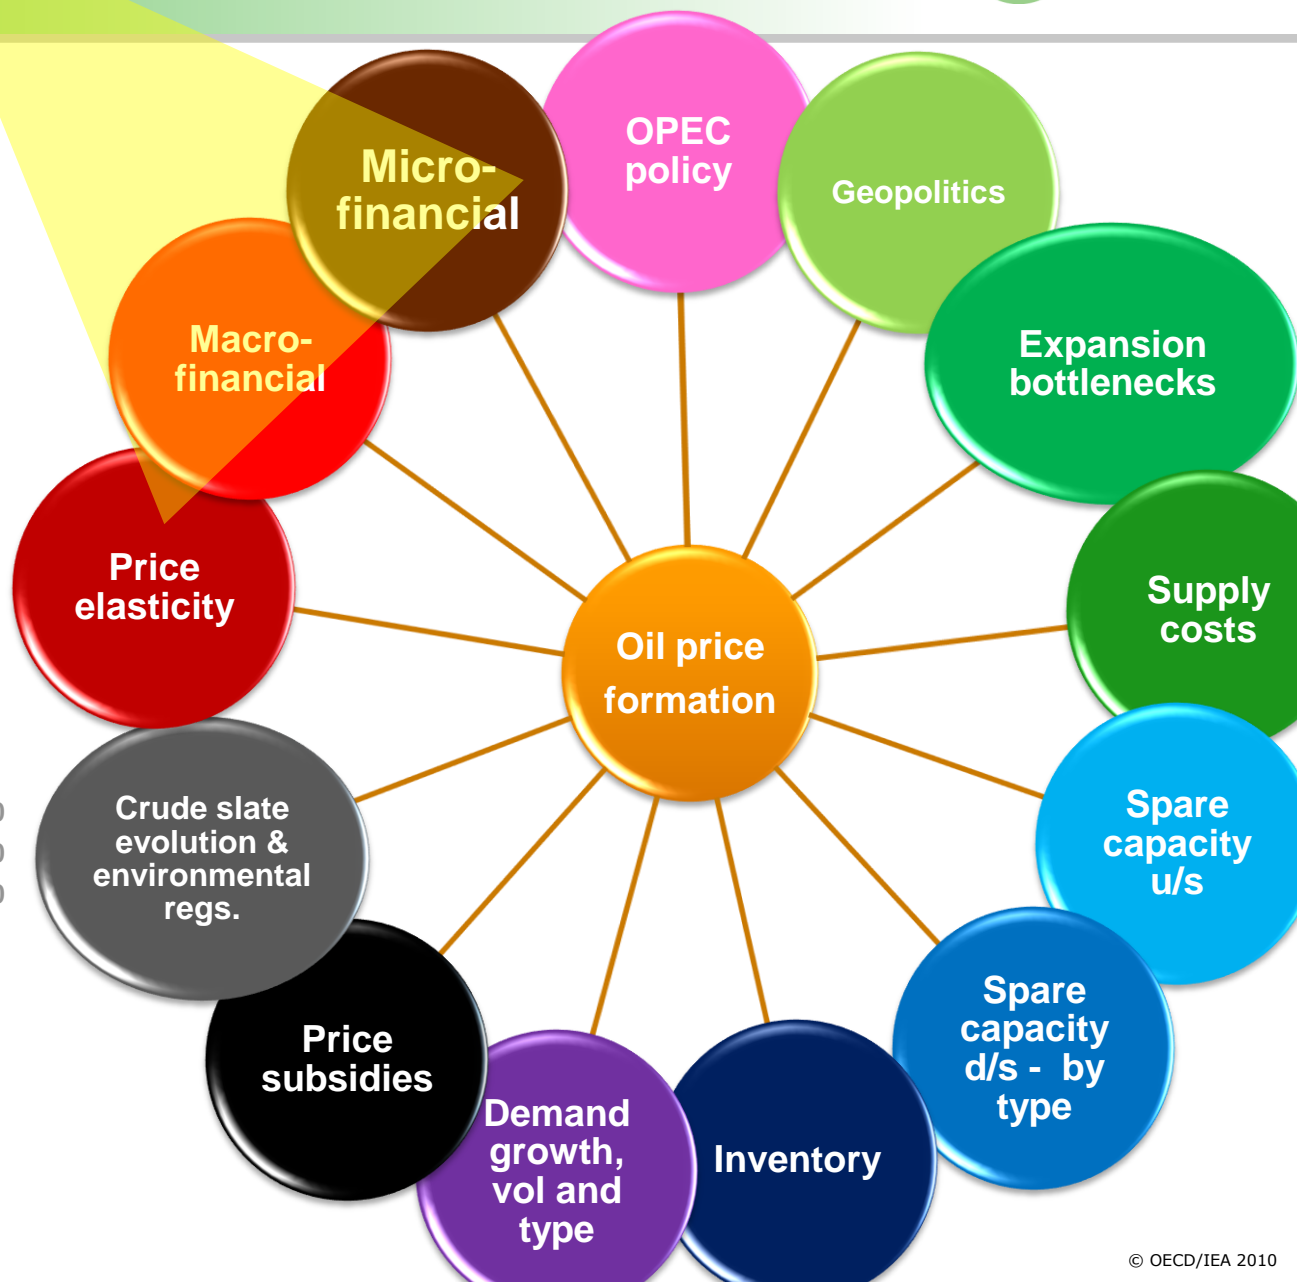 OPEC
policy
Geopolitics
Expansion
bottlenecks
Supply
costs
Spare
capacity
u/s
Spare
capacity
d/s - by
type
Inventory
Demand
growth,
vol and
type
Price
subsidies
Crude slate
evolution &
environmental
regs.
Price
elasticity
Macro-
financial
Micro-
financial
Oil price
formation
© OECD/IEA 2010